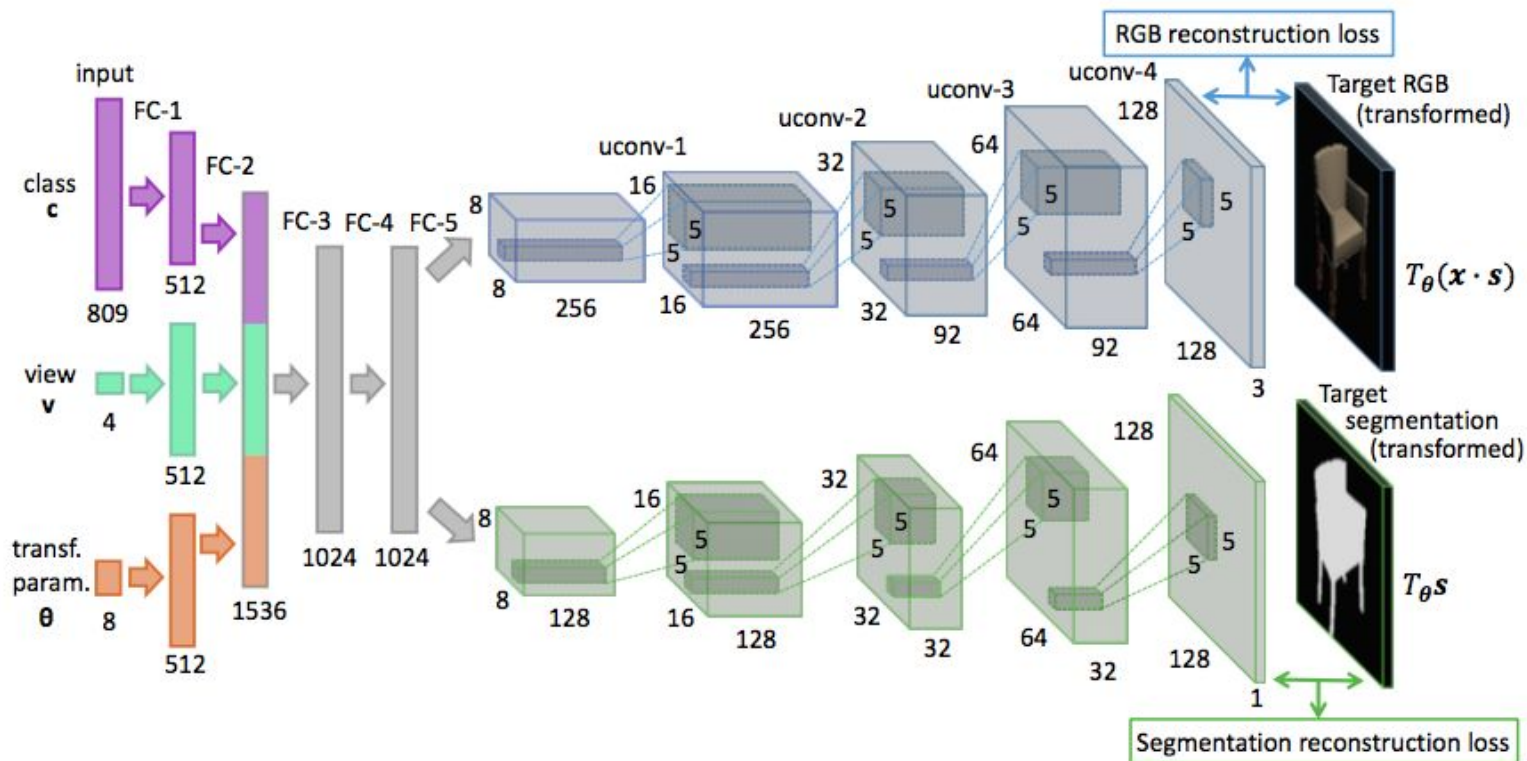 RGB reconstruction loss
input
FC-1
FC-2
FC-3
FC-4
FC-5
uconv-1
uconv-2
uconv-3
uconv-4
Target RGB
(transformed)
class
c
809
512
view
v
4
512
transf.
param.
θ
8
512
1536
1024
1024
8
8
256
16
16
5
5
256
32
32
5
5
92
64
64
5
5
92
128
128
5
5
3
T_θ(x · s)
8
8
128
16
16
5
5
128
32
32
5
5
32
64
64
5
5
32
128
128
5
5
1
Target
segmentation
(transformed)
T_θ s
Segmentation reconstruction loss